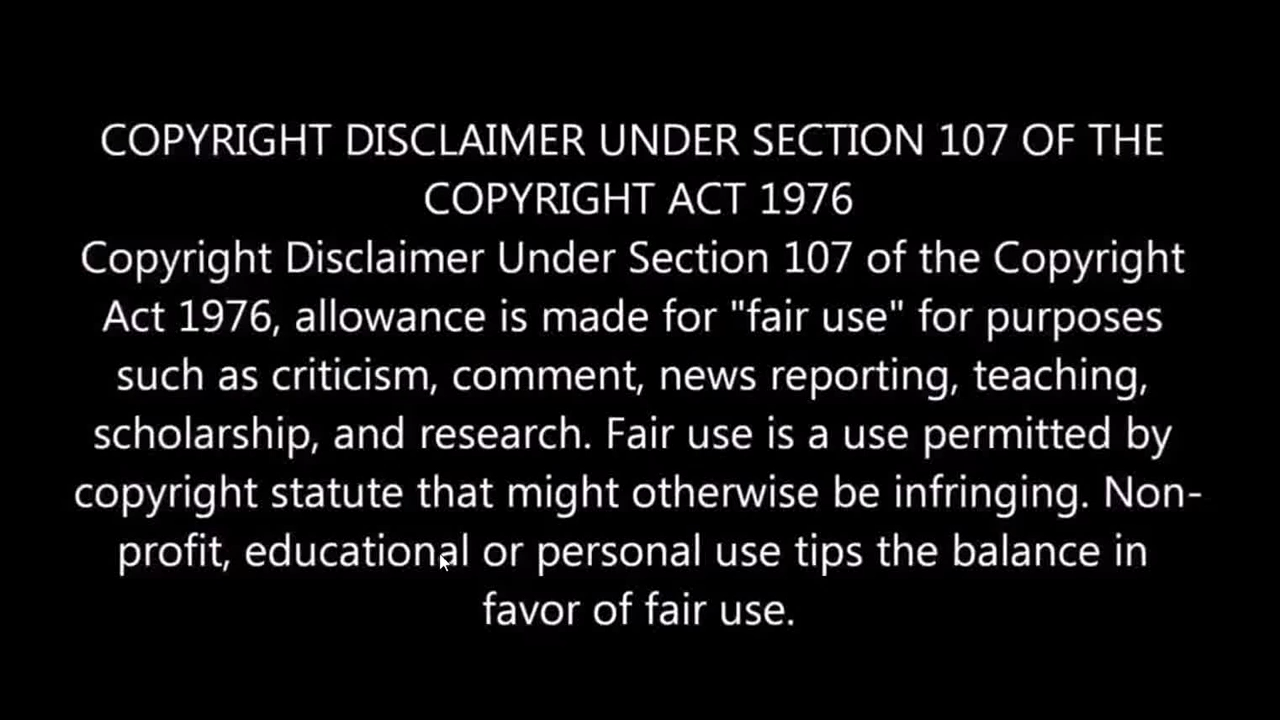 COPYRIGHT DISCLAIMER UNDER SECTION 107 OF THE
COPYRIGHT ACT 1976
Copyright Disclaimer Under Section 107 of the Copyright
Act 1976, allowance is made for "fair use" for purposes
such as criticism, comment, news reporting, teaching,
scholarship, and research. Fair use is a use permitted by
copyright statute that might otherwise be infringing. Non-
profit, educational or personal use tips the balance in
favor of fair use.